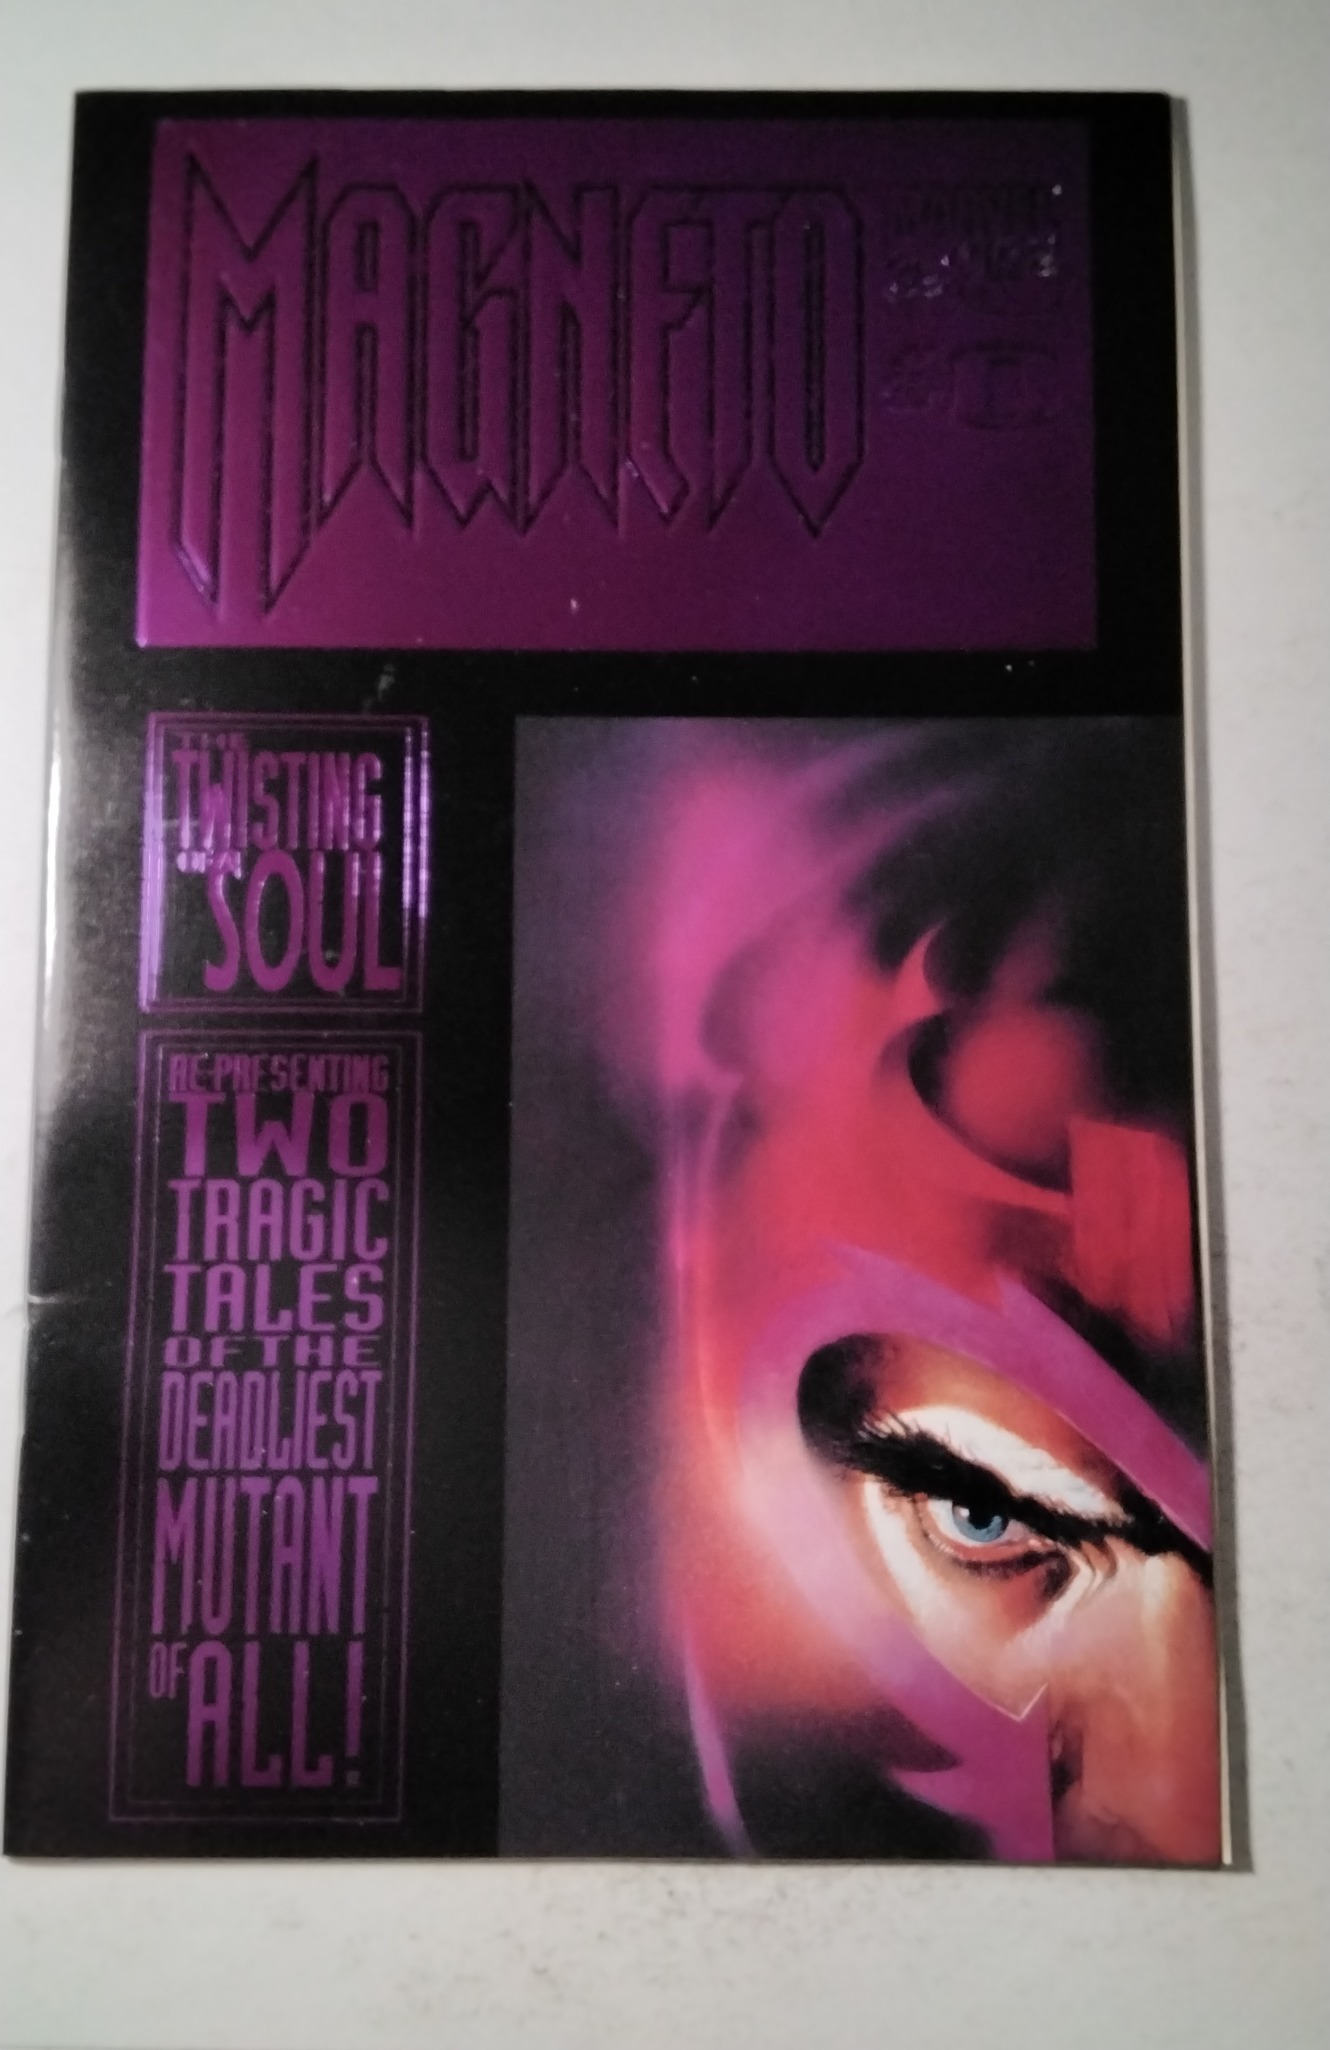 MAGNETO
THE
TWISTING
OF A
SOUL
RE-PRESENTING
TWO
TRAGIC
TALES
OF THE
DEADLIEST
MUTANT
OF ALL!